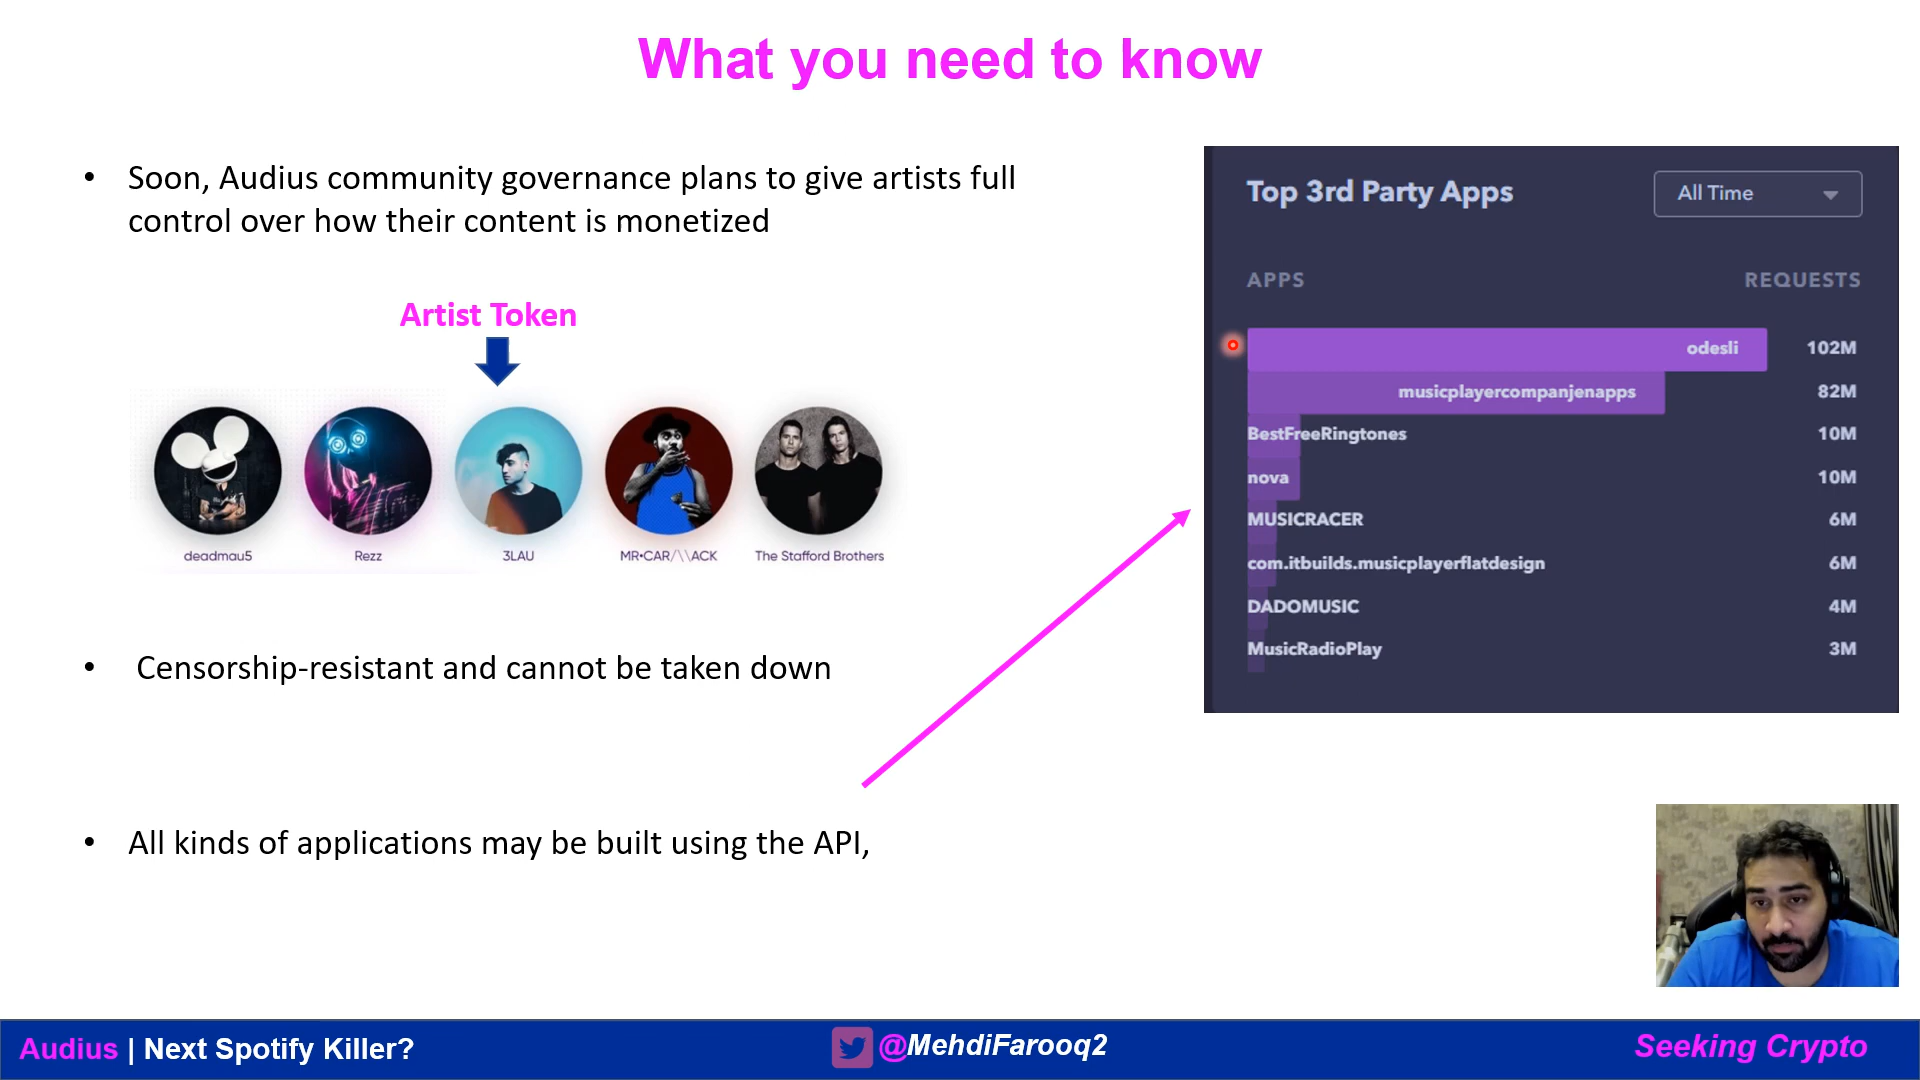 What you need to know
• Soon, Audius community governance plans to give artists full
control over how their content is monetized
Artist Token
deadmau5
Rezz
3LAU
MR•CAR/\\ACK
The Stafford Brothers
• Censorship-resistant and cannot be taken down
• All kinds of applications may be built using the API,
Top 3rd Party Apps
All Time
APPS REQUESTS
odesli 102M
musicplayercompanjenapps 82M
BestFreeRingtones 10M
nova 10M
MUSICRACER 6M
com.itbuilds.musicplayerflatdesign 6M
DADOMUSIC 4M
MusicRadioPlay 3M
Audius | Next Spotify Killer?
@MehdiFarooq2
Seeking Crypto